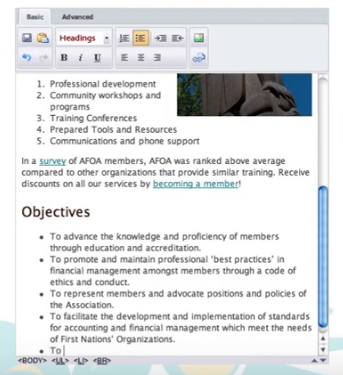 Basic Advanced
Headings
B i U
1. Professional development
2. Community workshops and
programs
3. Training Conferences
4. Prepared Tools and Resources
5. Communications and phone support
In a survey of AFOA members, AFOA was ranked above average
compared to other organizations that provide similar training. Receive
discounts on all our services by becoming a member!
Objectives
• To advance the knowledge and proficiency of members
through education and accreditation.
• To promote and maintain professional 'best practices' in
financial management amongst members through a code of
ethics and conduct.
• To represent members and advocate positions and policies of
the Association.
• To facilitate the development and implementation of standards
for accounting and financial management which meet the needs
of First Nations' Organizations.
• To
<BODY> <UL> <LI> <BR>